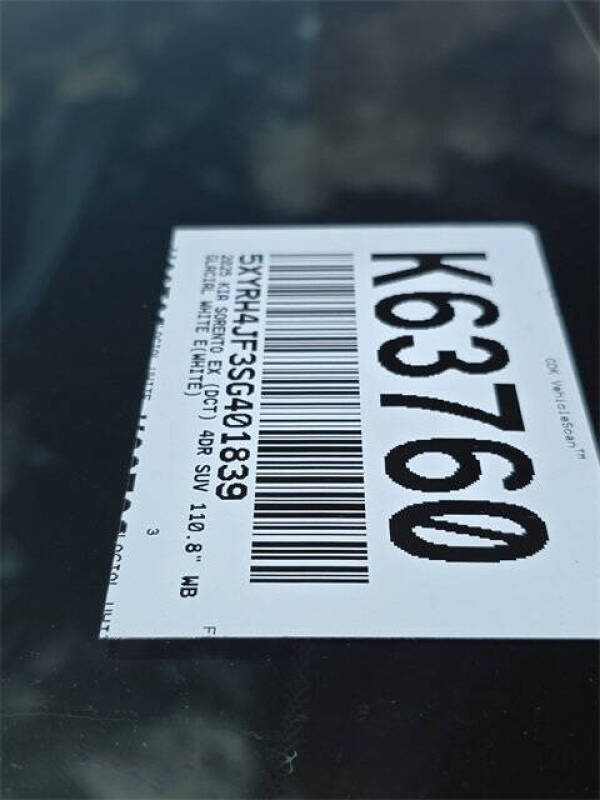 CDK VehicleScan™
K63760
5XYRH4JF3SG401839
2025 KIA SORENTO EX (DCT) 4DR SUV 110.8" WB
GLACIAL WHITE E(WHITE)
F
3